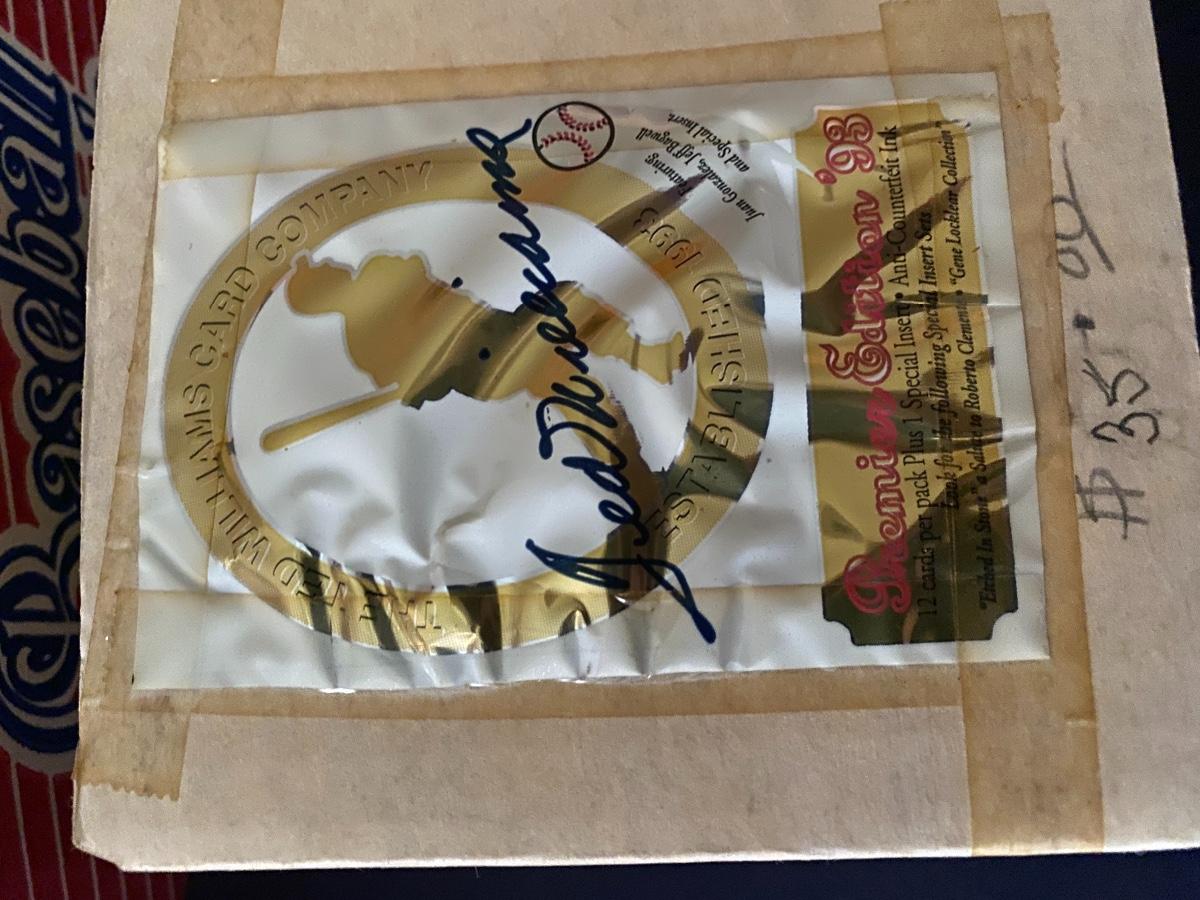 Baseball
THE TED WILLIAMS CARD COMPANY
ESTABLISHED 1993
Ted Williams
Featuring:
Juan Gonzalez, Jeff Bagwell
and Special Insert
Premier Edition '93
12 cards per pack Plus 1 Special Insert • Anti-Counterfeit Ink
Look for the following Special Insert Sets
"Etched In Stone" a Salute to Roberto Clemente • "Gene Locklear Collection"
$ 35.00